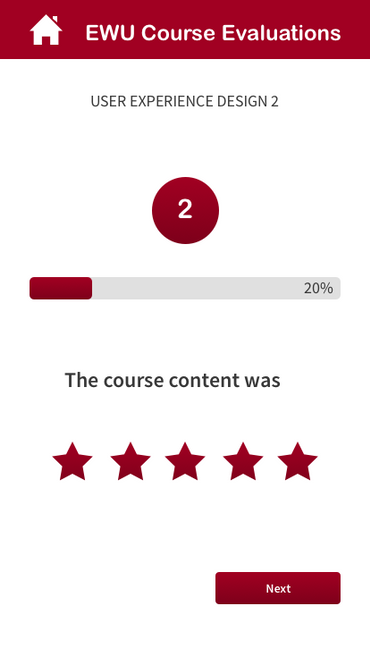 EWU Course Evaluations
USER EXPERIENCE DESIGN 2
2
20%
The course content was
Next